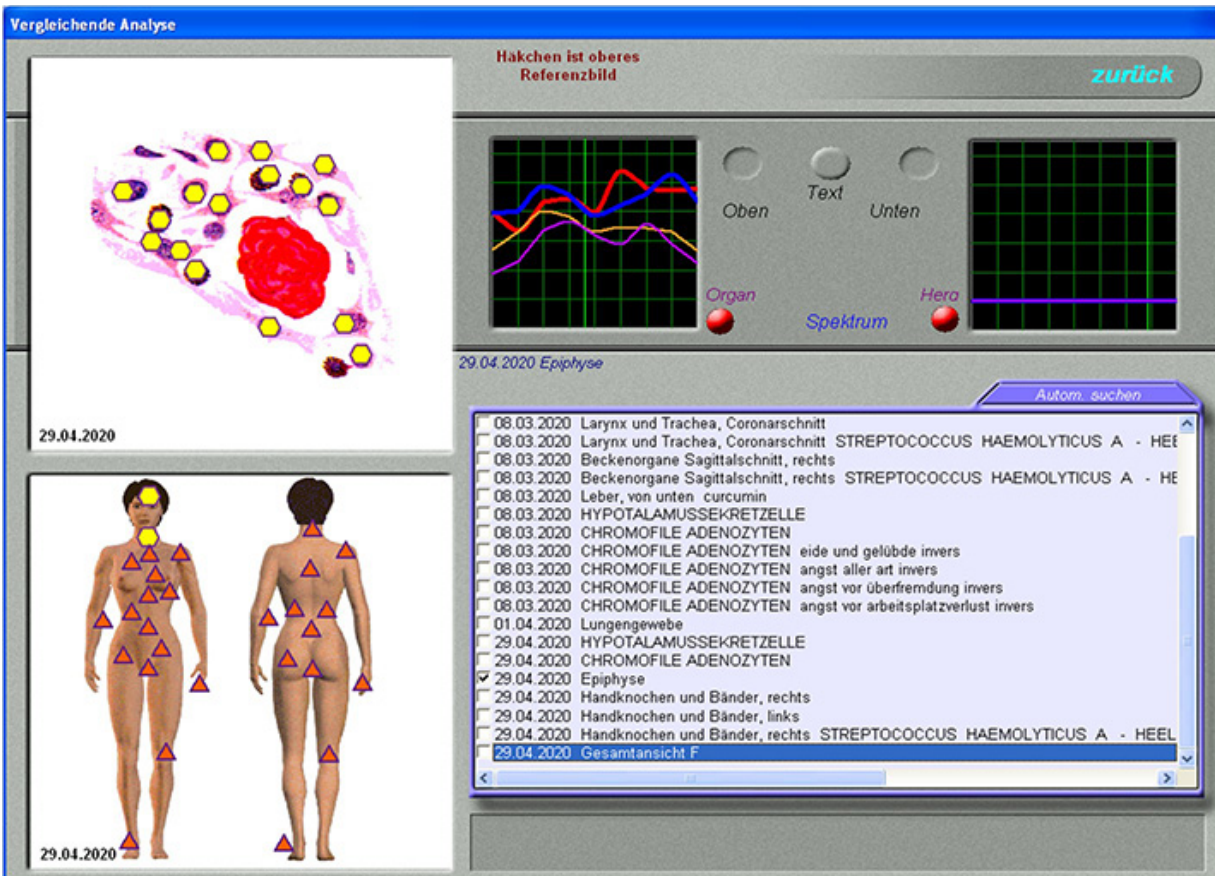 Vergleichende Analyse
Häkchen ist oberes
Referenzbild
zurück
Oben
Text
Unten
Organ
Hera
Spektrum
29.04.2020
29.04.2020 Epiphyse
Autom. suchen
08.03.2020 Larynx und Trachea, Coronarschnitt
08.03.2020 Larynx und Trachea, Coronarschnitt STREPTOCOCCUS HAEMOLYTICUS A - HEE
08.03.2020 Beckenorgane Sagittalschnitt, rechts
08.03.2020 Beckenorgane Sagittalschnitt, rechts STREPTOCOCCUS HAEMOLYTICUS A - HE
08.03.2020 Leber, von unten curcumin
08.03.2020 HYPOTALAMUSSEKRETZELLE
08.03.2020 CHROMOFILE ADENOZYTEN
08.03.2020 CHROMOFILE ADENOZYTEN eide und gelübde invers
08.03.2020 CHROMOFILE ADENOZYTEN angst aller art invers
08.03.2020 CHROMOFILE ADENOZYTEN angst vor überfremdung invers
08.03.2020 CHROMOFILE ADENOZYTEN angst vor arbeitsplatzverlust invers
01.04.2020 Lungengewebe
29.04.2020 HYPOTALAMUSSEKRETZELLE
29.04.2020 CHROMOFILE ADENOZYTEN
29.04.2020 Epiphyse
29.04.2020 Handknochen und Bänder, rechts
29.04.2020 Handknochen und Bänder, links
29.04.2020 Handknochen und Bänder, rechts STREPTOCOCCUS HAEMOLYTICUS A - HEEL
29.04.2020 Gesamtansicht F
29.04.2020